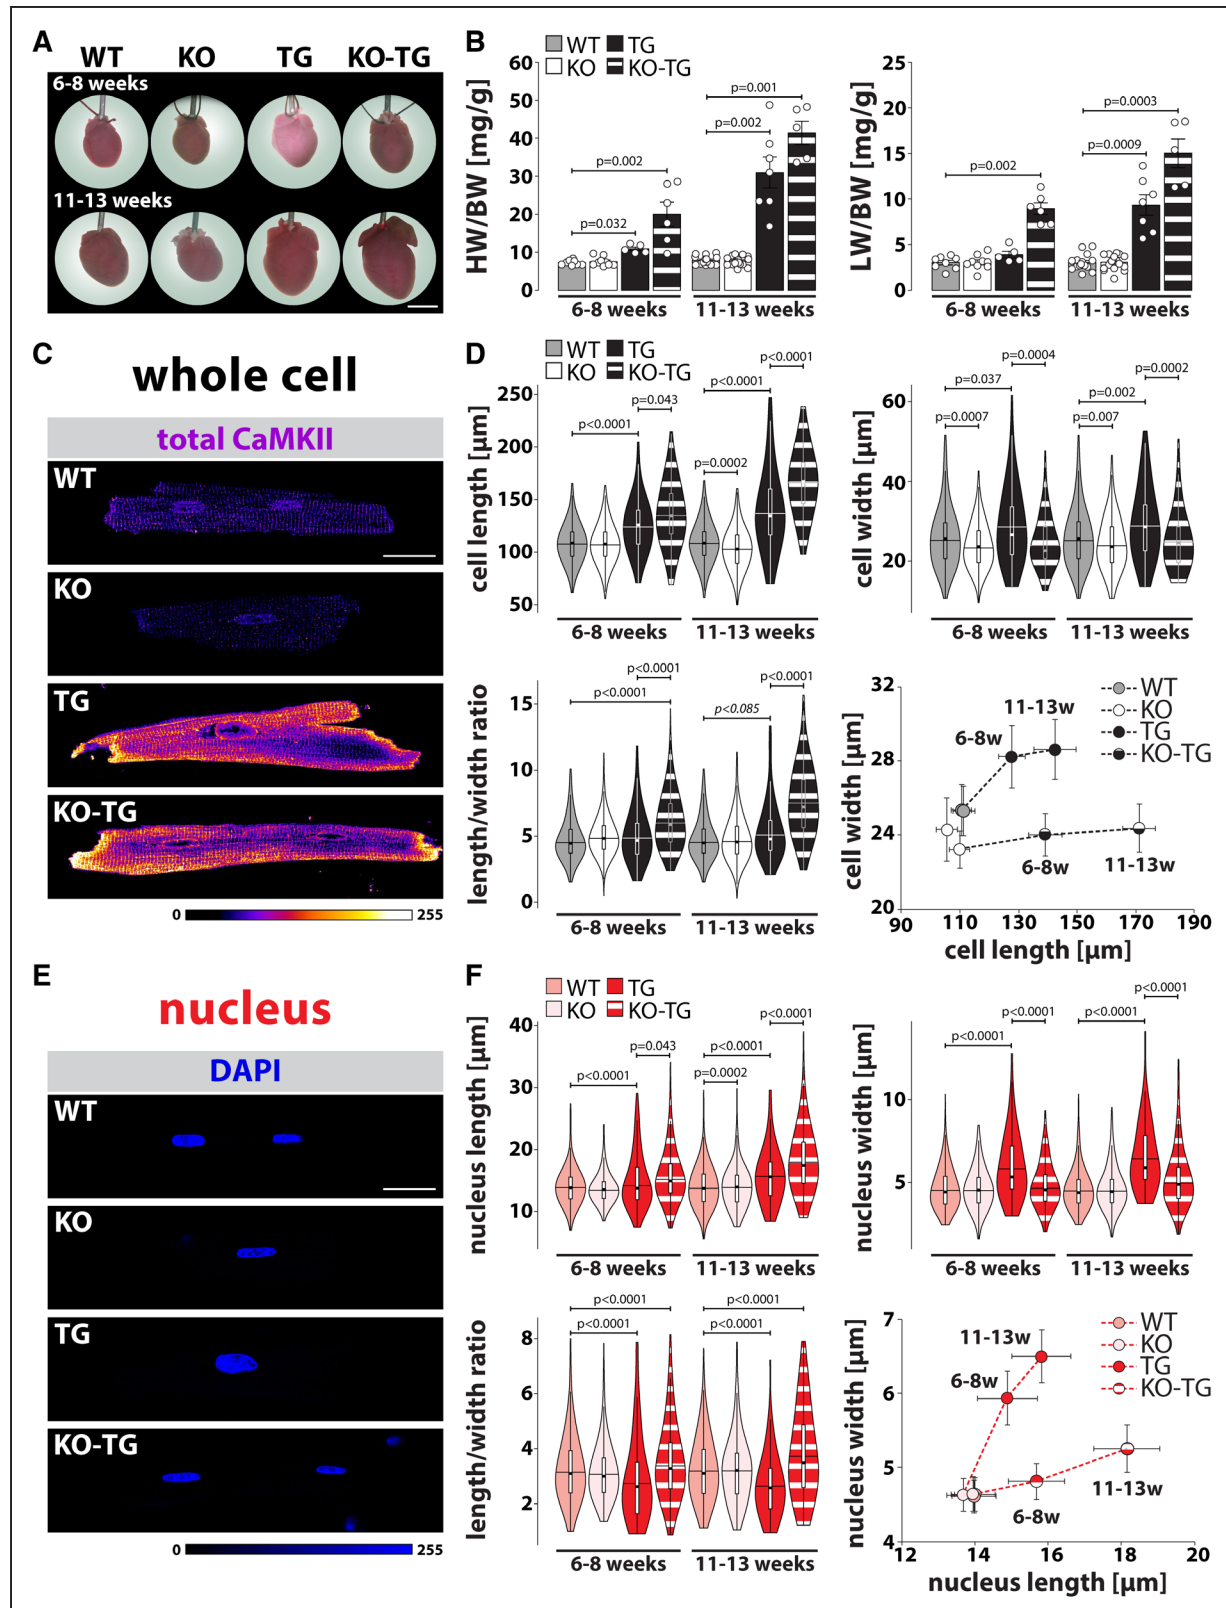 A
WT KO TG KO-TG
6-8 weeks
11-13 weeks
B
WT TG
KO KO-TG
HW/BW [mg/g]
60
50
40
30
20
10
0
p=0.032
p=0.002
p=0.002
p=0.001
6-8 weeks 11-13 weeks
LW/BW [mg/g]
25
20
15
10
5
0
p=0.002
p=0.0009
p=0.0003
6-8 weeks 11-13 weeks
C
whole cell
total CaMKII
WT
KO
TG
KO-TG
0 255
D
WT TG
KO KO-TG
cell length [µm]
250
200
150
100
50
p<0.0001
p=0.043
p=0.0002
p<0.0001
p<0.0001
6-8 weeks 11-13 weeks
cell width [µm]
60
40
20
p=0.0007
p=0.037
p=0.0004
p=0.007
p=0.002
p=0.0002
6-8 weeks 11-13 weeks
length/width ratio
15
10
5
0
p<0.0001
p<0.0001
p<0.085
p<0.0001
6-8 weeks 11-13 weeks
cell width [µm]
32
28
24
20
WT
KO
TG
KO-TG
11-13w
6-8w
6-8w
11-13w
90 110 130 150 170 190
cell length [µm]
E
nucleus
DAPI
WT
KO
TG
KO-TG
0 255
F
WT TG
KO KO-TG
nucleus length [µm]
40
30
20
10
p<0.0001
p=0.043
p=0.0002
p<0.0001
p<0.0001
6-8 weeks 11-13 weeks
nucleus width [µm]
10
5
p<0.0001
p<0.0001
p<0.0001
p<0.0001
6-8 weeks 11-13 weeks
length/width ratio
8
6
4
2
p<0.0001
p<0.0001
p<0.0001
p<0.0001
6-8 weeks 11-13 weeks
nucleus width [µm]
7
6
5
4
WT
KO
TG
KO-TG
11-13w
6-8w
11-13w
6-8w
12 14 16 18 20
nucleus length [µm]